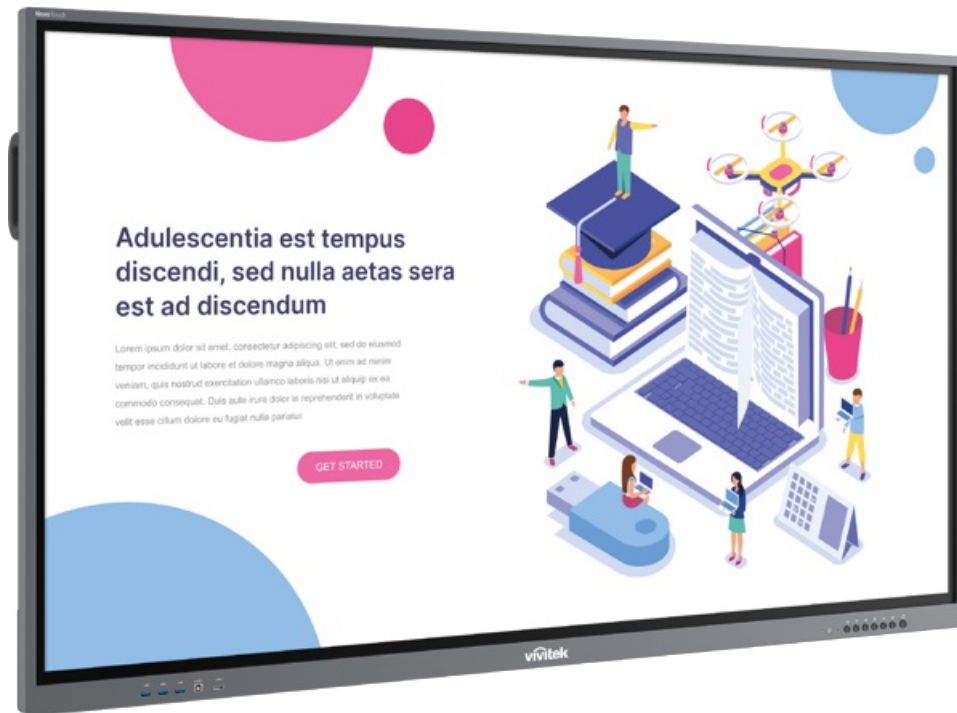 NovoTouch
Adulescentia est tempus
discendi, sed nulla aetas sera
est ad discendum
Lorem ipsum dolor sit amet, consectetur adipiscing elit, sed do eiusmod
tempor incididunt ut labore et dolore magna aliqua. Ut enim ad minim
veniam, quis nostrud exercitation ullamco laboris nisi ut aliquip ex ea
commodo consequat. Duis aute irure dolor in reprehenderit in voluptate
velit esse cillum dolore eu fugiat nulla pariatur.
GET STARTED
vivitek